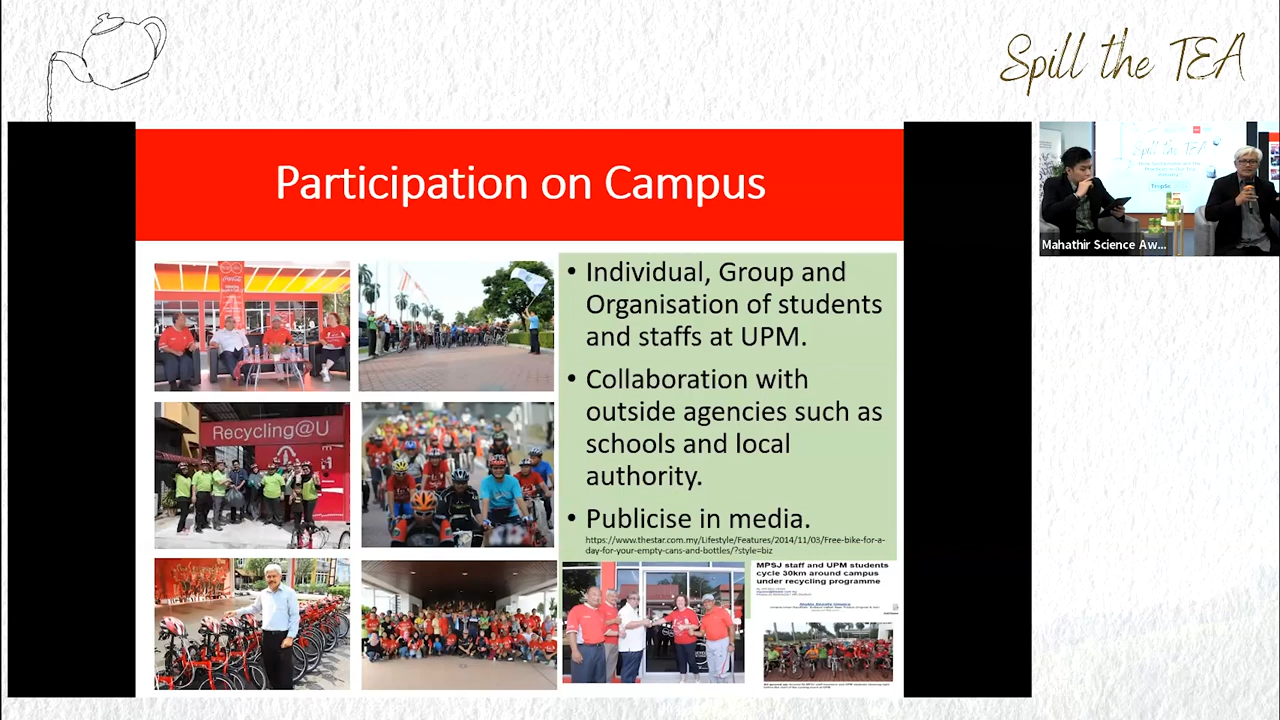 Spill the TEA
Participation on Campus
• Individual, Group and
Organisation of students
and staffs at UPM.
• Collaboration with
outside agencies such as
schools and local
authority.
• Publicise in media.
https://www.thestar.com.my/Lifestyle/Features/2014/11/03/Free-bike-for-a-
day-for-your-empty-cans-and-bottles/?style=biz
Recycling@U
MPSJ staff and UPM students
cycle 30km around campus
under recycling programme
Spill the TEA
Mahathir Science Aw...